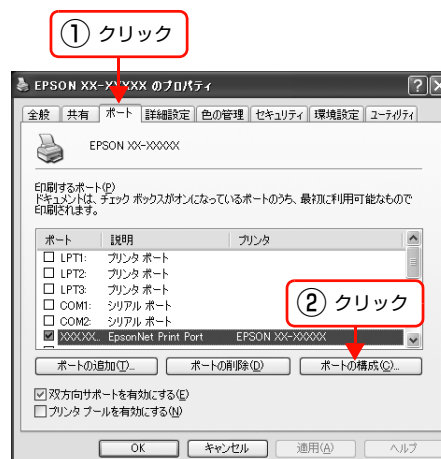 ① クリック
EPSON XX-XXXXX のプロパティ
全般 共有 ポート 詳細設定 色の管理 セキュリティ 環境設定 ユーティリティ
EPSON XX-XXXXX
印刷するポート(P)
ドキュメントは、チェック ボックスがオンになっているポートのうち、最初に利用可能なもので
印刷されます。
ポート 説明 プリンタ
LPT1: プリンタ ポート
LPT2: プリンタ ポート
LPT3: プリンタ ポート
COM1: シリアル ポート
COM2: シリアル ポート
② クリック
XXXXX... EpsonNet Print Port EPSON XX-XXXXX
ポートの追加(T)... ポートの削除(D) ポートの構成(C)...
双方向サポートを有効にする(E)
プリンタ プールを有効にする(N)
OK キャンセル 適用(A) ヘルプ